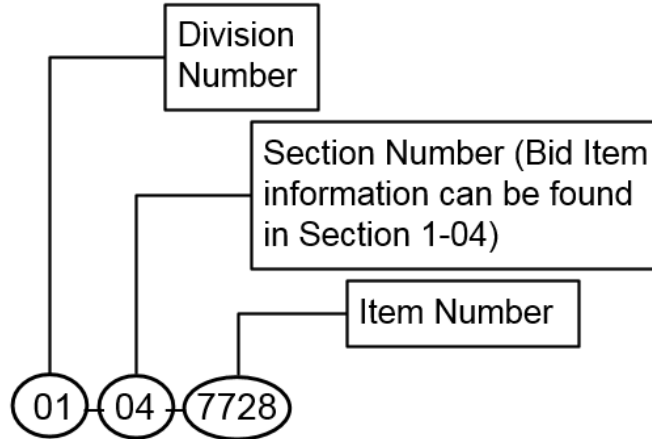 Division
Number
Section Number (Bid Item
information can be found
in Section 1-04)
Item Number
01-04-7728